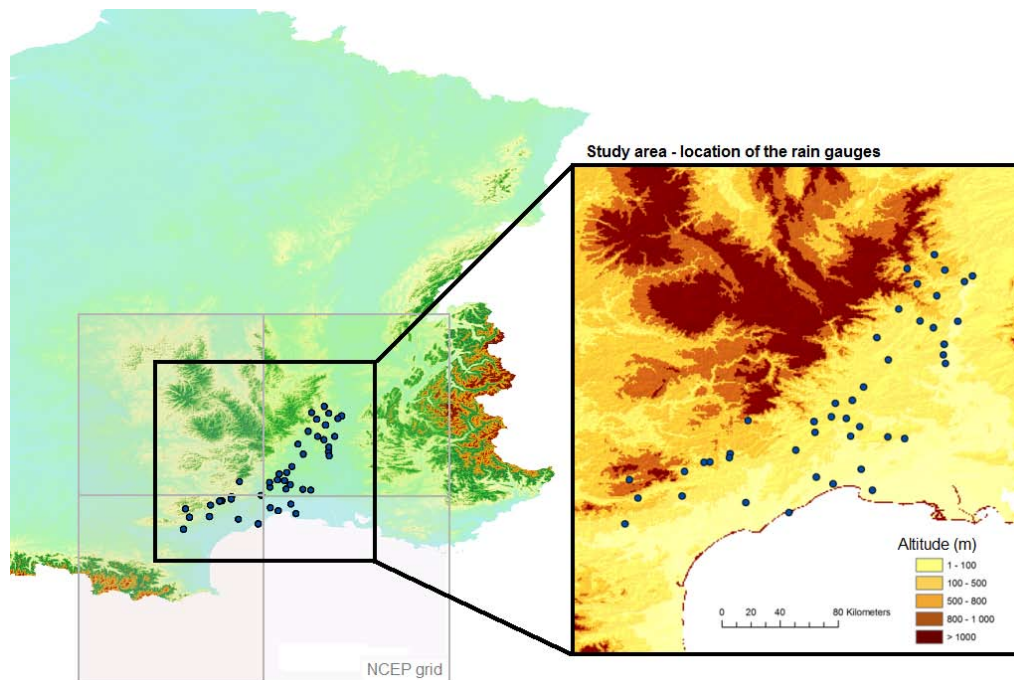 Study area - location of the rain gauges
Altitude (m)
1 - 100
100 - 500
500 - 800
800 - 1 000
> 1000
0 20 40 80 Kilometers
NCEP grid